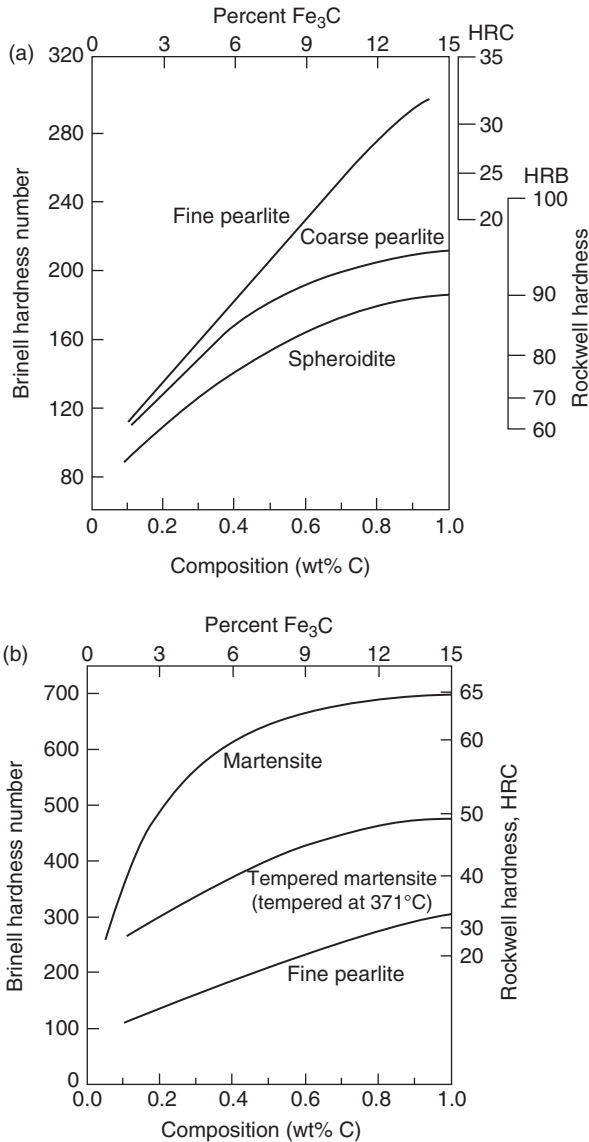 (a)
Percent Fe₃C
0 3 6 9 12 15
HRC
35
30
25
20
HRB
100
90
80
70
60
Rockwell hardness
Brinell hardness number
320
280
240
200
160
120
80
Fine pearlite
Coarse pearlite
Spheroidite
0 0.2 0.4 0.6 0.8 1.0
Composition (wt% C)
(b)
Percent Fe₃C
0 3 6 9 12 15
Brinell hardness number
700
600
500
400
300
200
100
0
65
60
50
40
30
20
Rockwell hardness, HRC
Martensite
Tempered martensite
(tempered at 371°C)
Fine pearlite
0.0 0.2 0.4 0.6 0.8 1.0
Composition (wt% C)